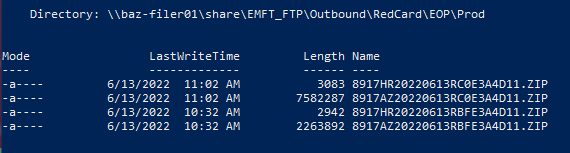 Directory: \\baz-filer01\share\EMFT_FTP\Outbound\RedCard\EOP\Prod
Mode LastWriteTime Length Name
---- ------------- ------ ----
-a---- 6/13/2022 11:02 AM 3083 8917HR20220613RC0E3A4D11.ZIP
-a---- 6/13/2022 11:02 AM 7582287 8917AZ20220613RC0E3A4D11.ZIP
-a---- 6/13/2022 10:32 AM 2942 8917HR20220613RBFE3A4D11.ZIP
-a---- 6/13/2022 10:32 AM 2263892 8917AZ20220613RBFE3A4D11.ZIP